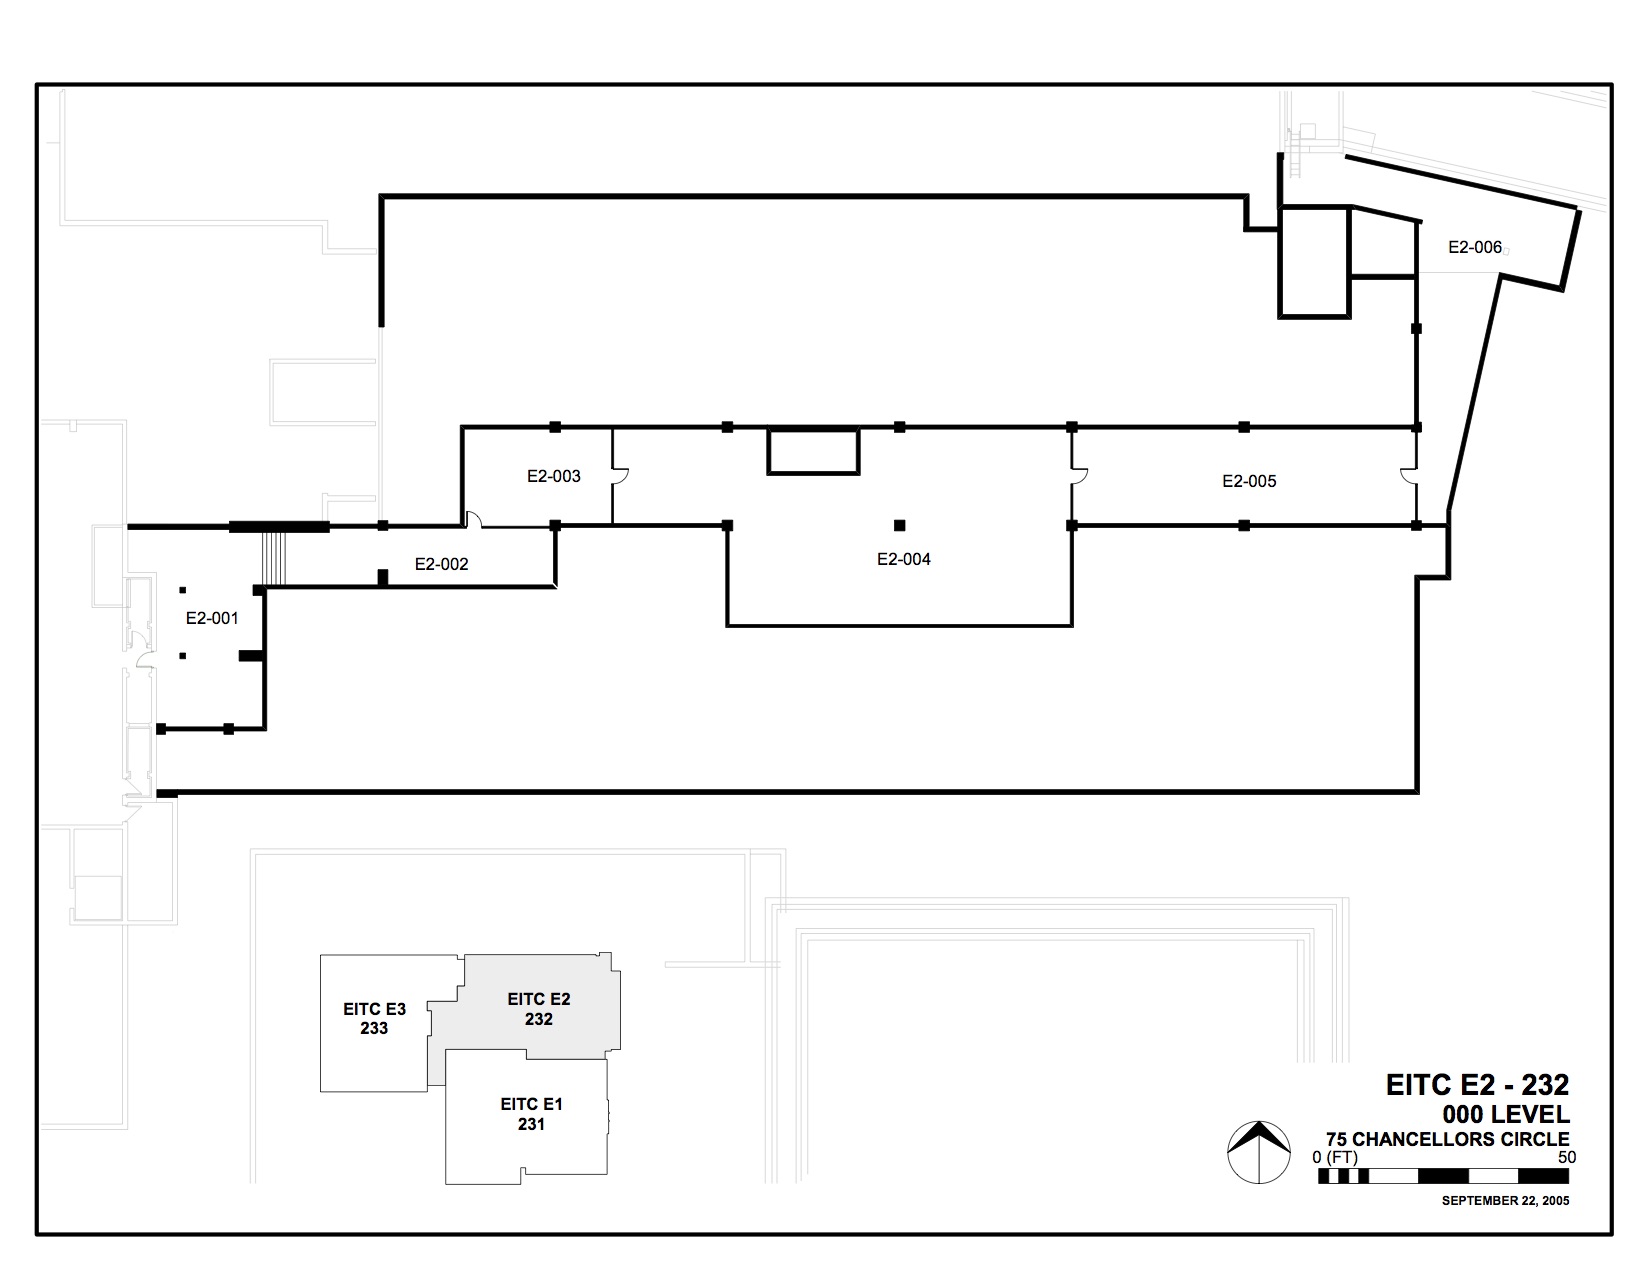 E2-006
E2-003
E2-005
E2-002
E2-004
E2-001
EITC E3
233
EITC E2
232
EITC E1
231
EITC E2 - 232
000 LEVEL
75 CHANCELLORS CIRCLE
0 (FT) 50
SEPTEMBER 22, 2005